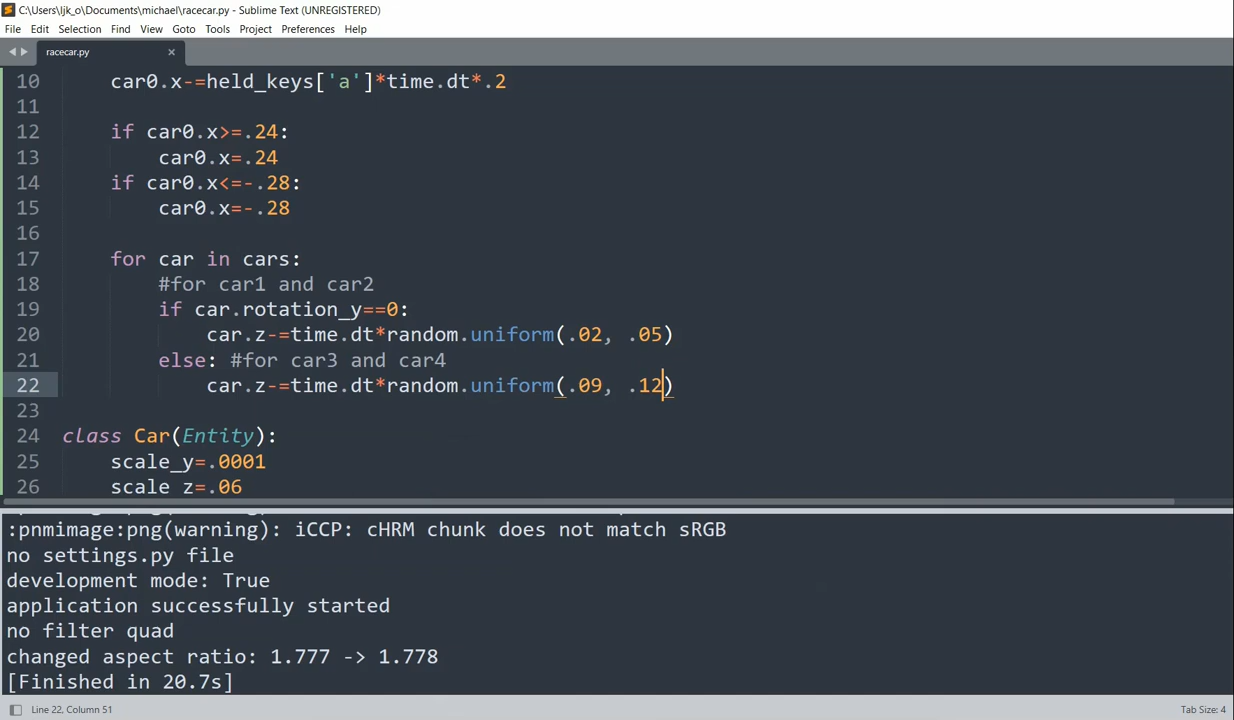 C:\Users\ljk_o\Documents\michael\racecar.py - Sublime Text (UNREGISTERED)
File Edit Selection Find View Goto Tools Project Preferences Help
racecar.py
10 car0.x-=held_keys['a']*time.dt*.2
11
12 if car0.x>=.24:
13 car0.x=.24
14 if car0.x<=-.28:
15 car0.x=-.28
16
17 for car in cars:
18 #for car1 and car2
19 if car.rotation_y==0:
20 car.z-=time.dt*random.uniform(.02, .05)
21 else: #for car3 and car4
22 car.z-=time.dt*random.uniform(.09, .12)
23
24 class Car(Entity):
25 scale_y=.0001
26 scale_z=.06
:pnmimage:png(warning): iCCP: cHRM chunk does not match sRGB
no settings.py file
development mode: True
application successfully started
no filter quad
changed aspect ratio: 1.777 -> 1.778
[Finished in 20.7s]
Line 22, Column 51
Tab Size: 4